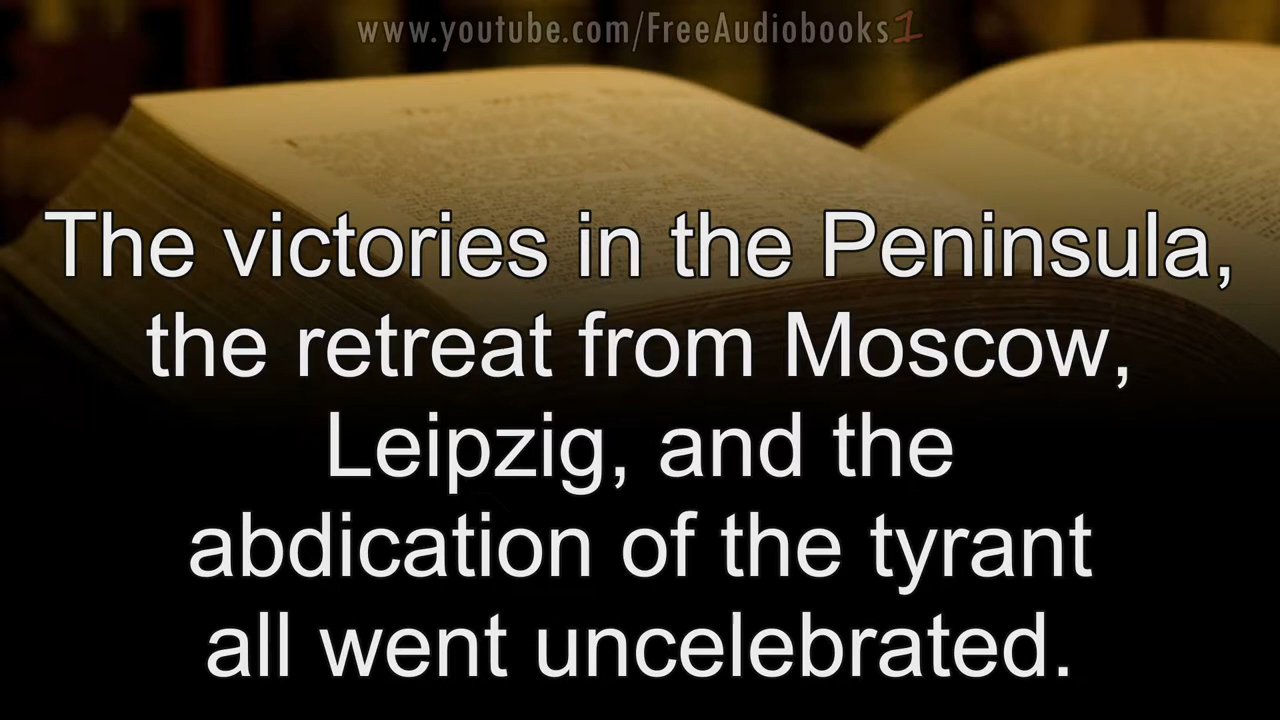 www.youtube.com/FreeAudiobooks1
The victories in the Peninsula,
the retreat from Moscow,
Leipzig, and the
abdication of the tyrant
all went uncelebrated.